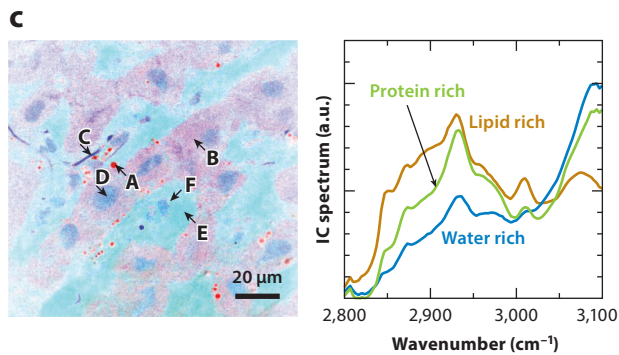 c
C
B
D
A
F
E
20 µm
IC spectrum (a.u.)
Protein rich
Lipid rich
Water rich
2,800
2,900
3,000
3,100
Wavenumber (cm⁻¹)